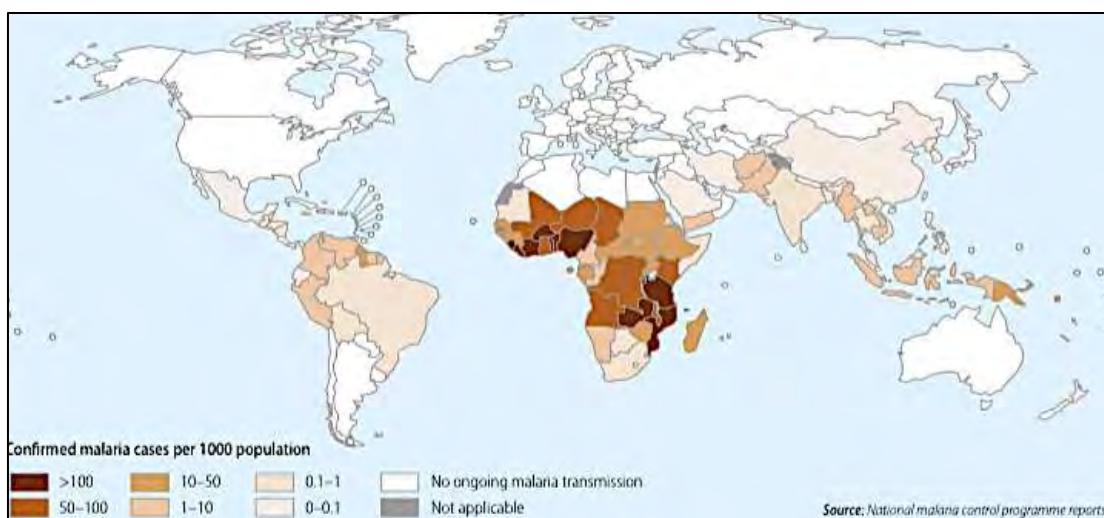 Confirmed malaria cases per 1000 population
>100
10–50
0.1–1
No ongoing malaria transmission
50–100
1–10
0–0.1
Not applicable
Source: National malaria control programme reports